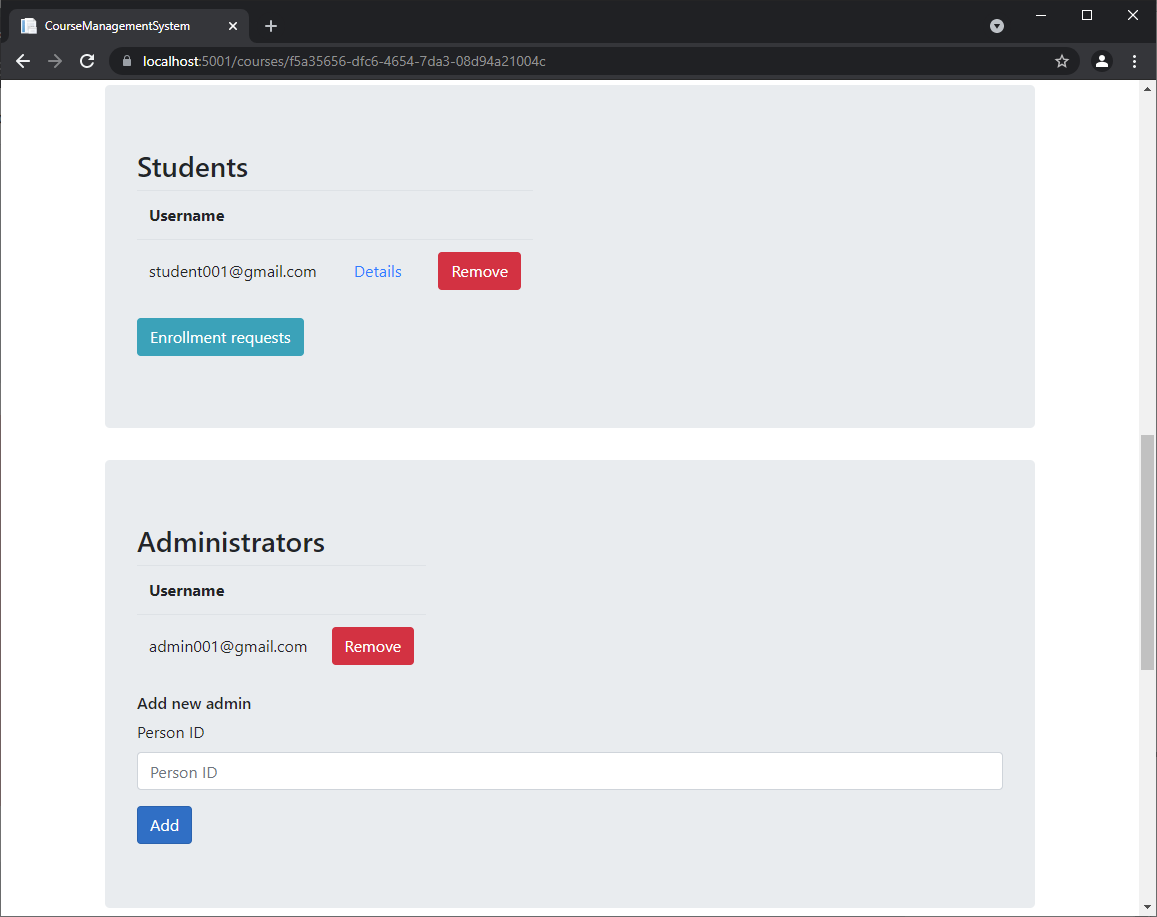 CourseManagementSystem
localhost:5001/courses/f5a35656-dfc6-4654-7da3-08d94a21004c
Students
Username
student001@gmail.com Details Remove
Enrollment requests
Administrators
Username
admin001@gmail.com Remove
Add new admin
Person ID
Person ID
Add